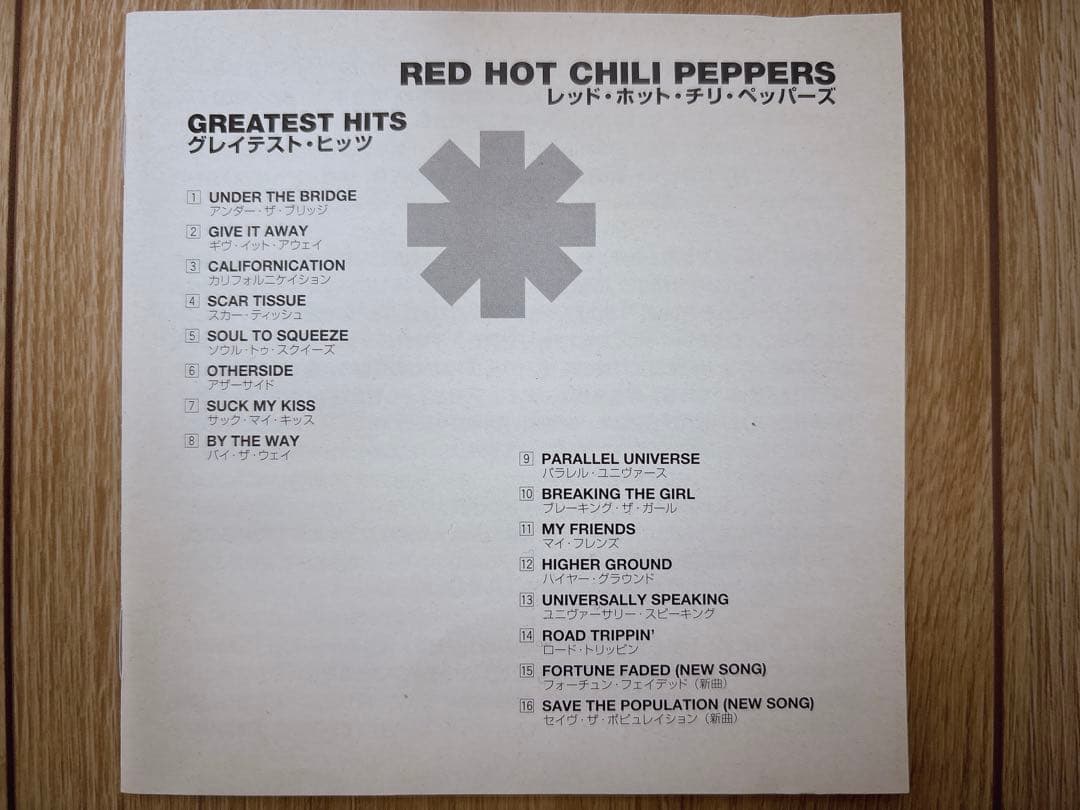 RED HOT CHILI PEPPERS
レッド・ホット・チリ・ペッパーズ
GREATEST HITS
グレイテスト・ヒッツ
1 UNDER THE BRIDGE
アンダー・ザ・ブリッジ
2 GIVE IT AWAY
ギヴ・イット・アウェイ
3 CALIFORNICATION
カリフォルニケイション
4 SCAR TISSUE
スカー・ティッシュ
5 SOUL TO SQUEEZE
ソウル・トゥ・スクイーズ
6 OTHERSIDE
アザーサイド
7 SUCK MY KISS
サック・マイ・キッス
8 BY THE WAY
バイ・ザ・ウェイ
9 PARALLEL UNIVERSE
パラレル・ユニヴァース
10 BREAKING THE GIRL
ブレーキング・ザ・ガール
11 MY FRIENDS
マイ・フレンズ
12 HIGHER GROUND
ハイヤー・グラウンド
13 UNIVERSALLY SPEAKING
ユニヴァーサリー・スピーキング
14 ROAD TRIPPIN'
ロード・トリッピン
15 FORTUNE FADED (NEW SONG)
フォーチュン・フェイデッド（新曲）
16 SAVE THE POPULATION (NEW SONG)
セイヴ・ザ・ポピュレイション（新曲）